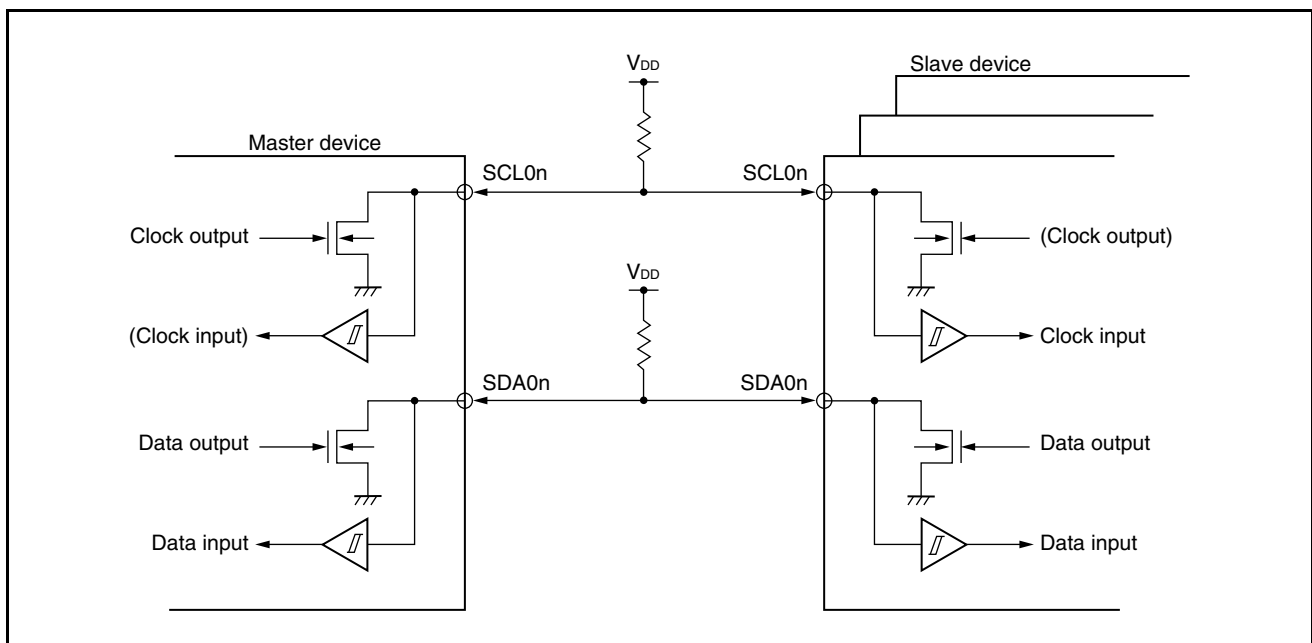 VDD
Slave device
Master device
SCL0n
SCL0n
Clock output
(Clock output)
VDD
(Clock input)
Clock input
SDA0n
SDA0n
Data output
Data output
Data input
Data input